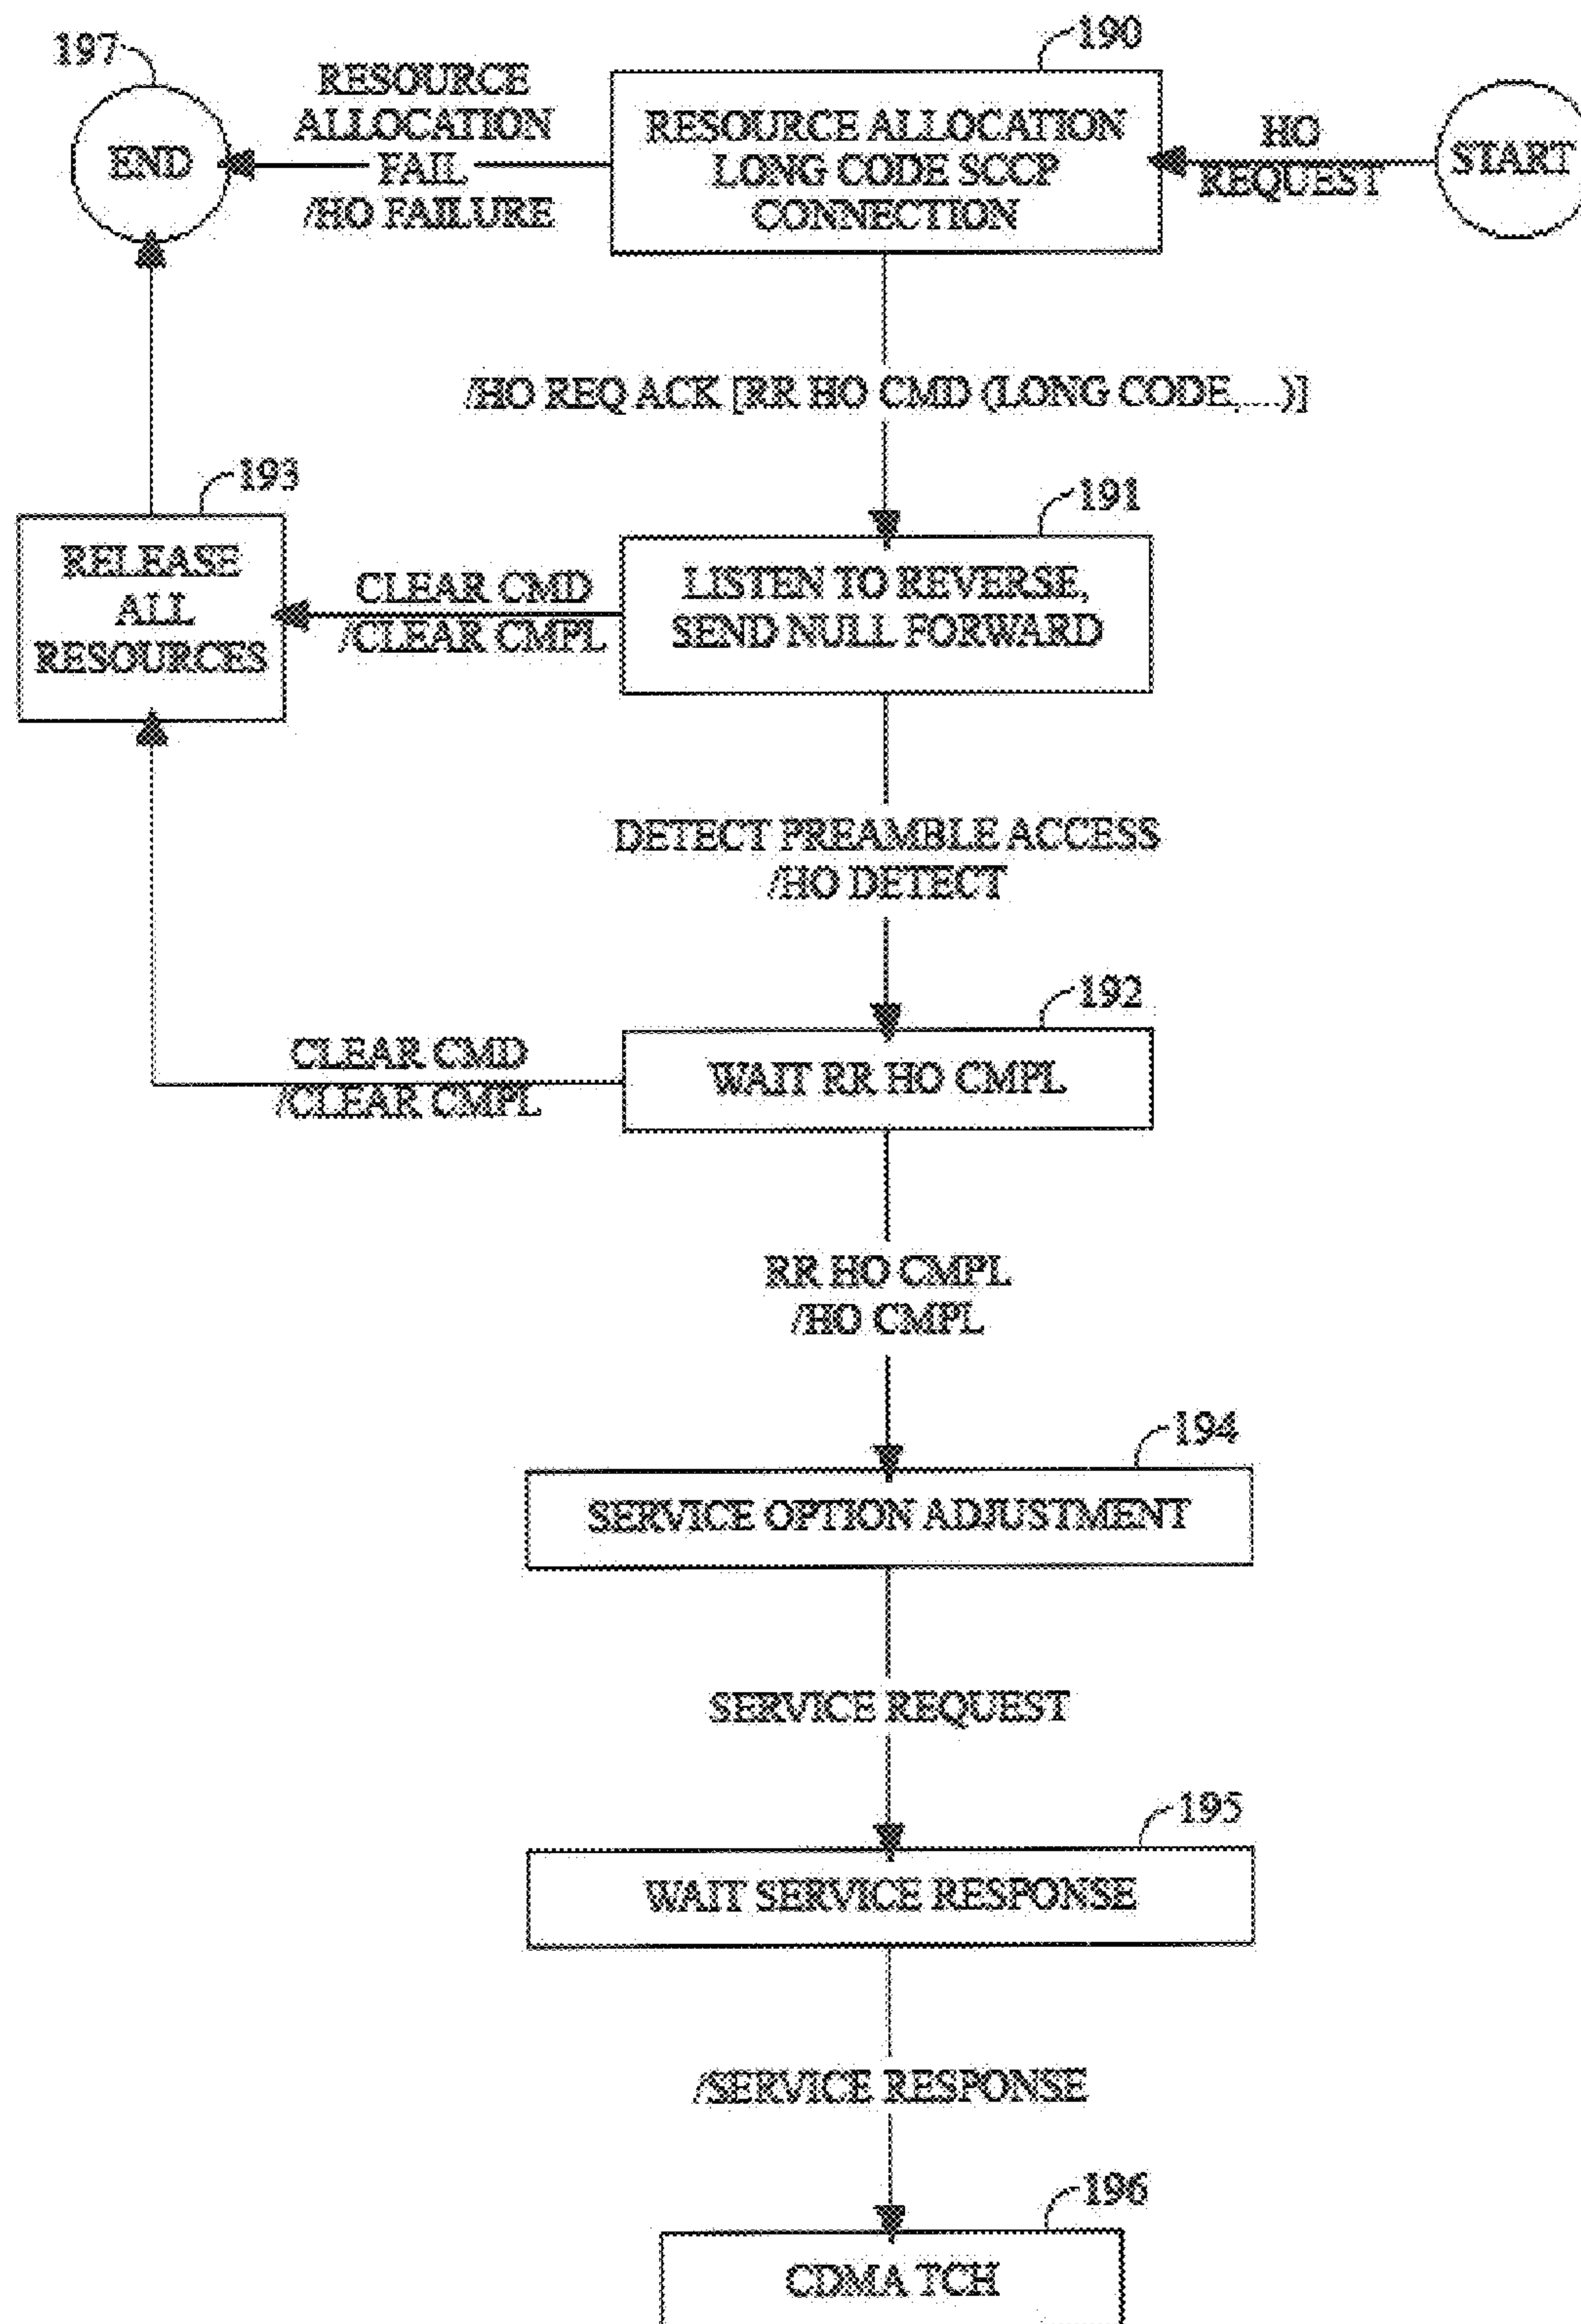 197
END
RESOURCE
ALLOCATION
FAIL
/HO FAILURE
190
RESOURCE ALLOCATION
LONG CODE SCCP
CONNECTION
HO
REQUEST
START
/HO REQ ACK [RR HO CMD (LONG CODE,....)]
193
RELEASE
ALL
RESOURCES
CLEAR CMD
/CLEAR CMPL
191
LISTEN TO REVERSE,
SEND NULL FORWARD
DETECT PREAMBLE ACCESS
/HO DETECT
192
WAIT RR HO CMPL
CLEAR CMD
/CLEAR CMPL
RR HO CMPL
/HO CMPL
194
SERVICE OPTION ADJUSTMENT
SERVICE REQUEST
195
WAIT SERVICE RESPONSE
/SERVICE RESPONSE
196
CDMA TCH